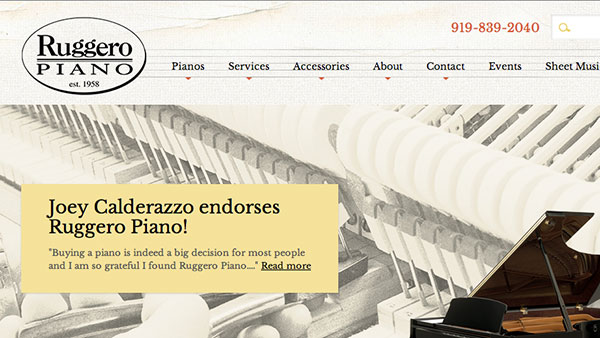 Ruggero
PIANO
est. 1958
919-839-2040
Pianos Services Accessories About Contact Events Sheet Musi
Joey Calderazzo endorses
Ruggero Piano!
"Buying a piano is indeed a big decision for most people
and I am so grateful I found Ruggero Piano...." Read more